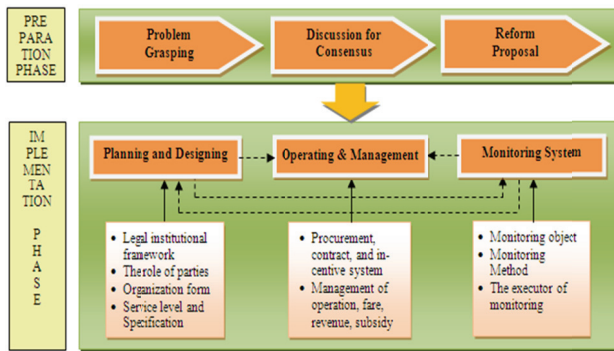 PRE
PARA
TION
PHASE
Problem
Grasping
Discussion for
Consensus
Reform
Proposal
IM
PLE
MEN
TA
TION
P
H
A
S
E
Planning and Designing
Operating & Management
Monitoring System
• Legal institutional
framework
• Therole of parties
• Organization form
• Service level and
Specification
• Procurement,
contract, and in-
centive system
• Management of
operation, fare,
revenue, subsidy
• Monitoring object
• Monitoring
Method
• The executor of
monitoring